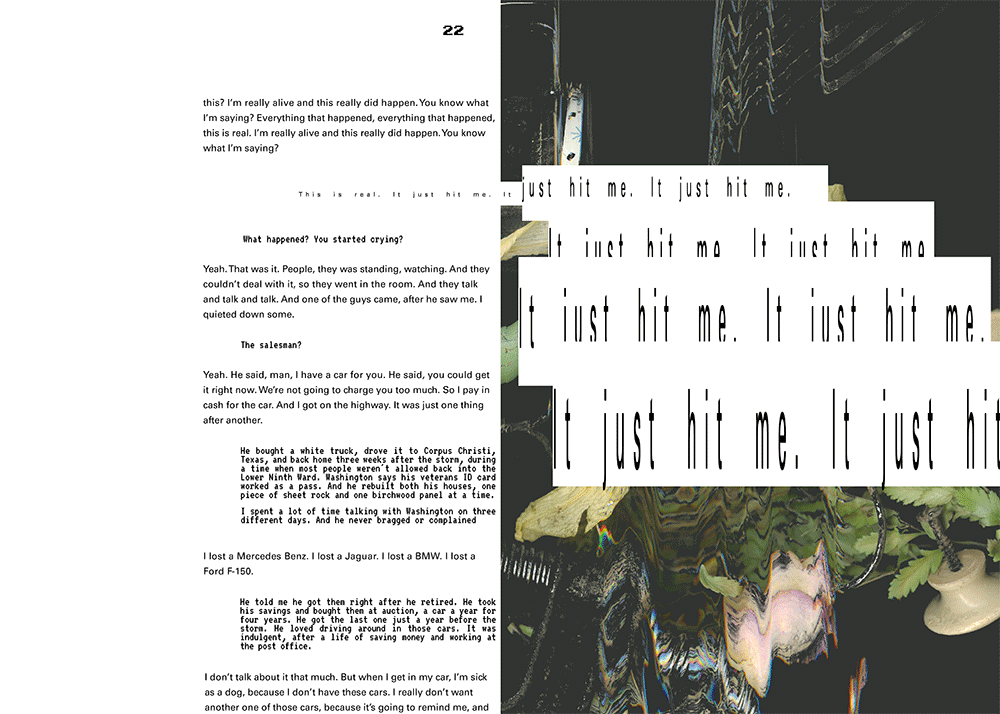 22
this? I'm really alive and this really did happen. You know what
I'm saying? Everything that happened, everything that happened,
this is real. I'm really alive and this really did happen. You know
what I'm saying?
This is real. It just hit me. It just hit me. It just hit me.
It just hit me. It just hit me.
It just hit me. It just hit me.
It just hit me. It just hit
What happened? You started crying?
Yeah. That was it. People, they was standing, watching. And they
couldn't deal with it, so they went in the room. And they talk
and talk and talk. And one of the guys came, after he saw me. I
quieted down some.
The salesman?
Yeah. He said, man, I have a car for you. He said, you could get
it right now. We're not going to charge you too much. So I pay in
cash for the car. And I got on the highway. It was just one thing
after another.
He bought a white truck, drove it to Corpus Christi,
Texas, and back home three weeks after the storm, during
a time when most people weren't allowed back into the
Lower Ninth Ward. Washington says his veterans ID card
worked as a pass. And he rebuilt both his houses, one
piece of sheet rock and one birchwood panel at a time.
I spent a lot of time talking with Washington on three
different days. And he never bragged or complained
I lost a Mercedes Benz. I lost a Jaguar. I lost a BMW. I lost a
Ford F-150.
He told me he got them right after he retired. He took
his savings and bought them at auction, a car a year for
four years. He got the last one just a year before the
storm. He loved driving around in those cars. It was
indulgent, after a life of saving money and working at
the post office.
I don't talk about it that much. But when I get in my car, I'm sick
as a dog, because I don't have these cars. I really don't want
another one of those cars, because it's going to remind me, and